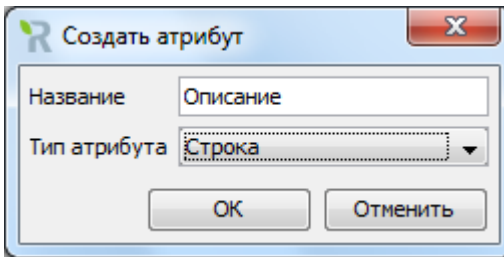 Создать атрибут
Название Описание
Тип атрибута Строка
ОК Отменить